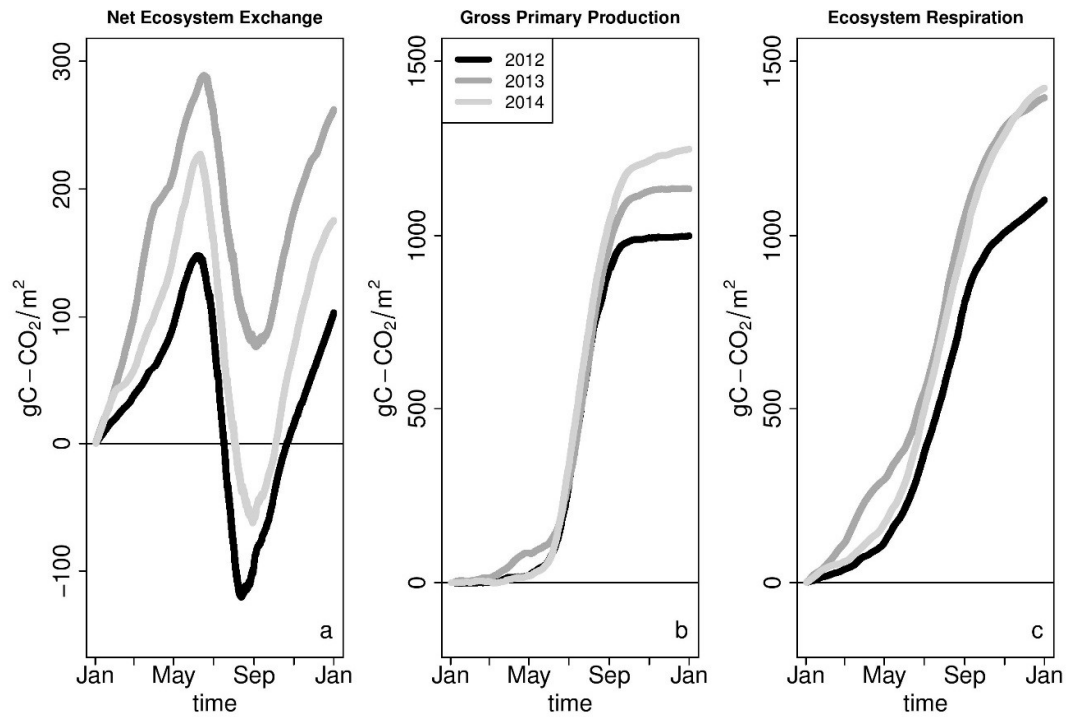 Net Ecosystem Exchange
gC−CO₂/m²
300
200
100
0
−100
a
Jan May Sep Jan
time
Gross Primary Production
gC−CO₂/m²
1500
1000
500
0
2012
2013
2014
b
Jan May Sep Jan
time
Ecosystem Respiration
gC−CO₂/m²
1500
1000
500
0
c
Jan May Sep Jan
time